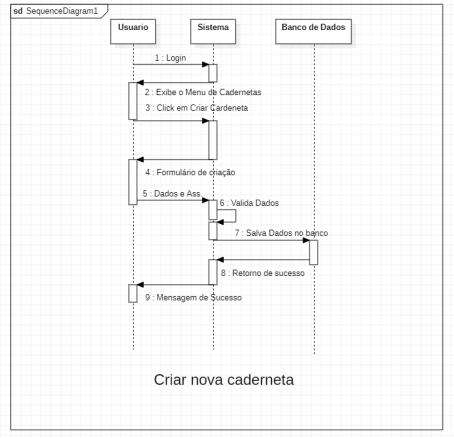 sd SequenceDiagram1
Usuario
Sistema
Banco de Dados
1 : Login
2 : Exibe o Menu de Cadernetas
3 : Click em Criar Cardeneta
4 : Formulário de criação
5 : Dados e Ass.
6 : Valida Dados
7 : Salva Dados no banco
8 : Retorno de sucesso
9 : Mensagem de Sucesso
Criar nova caderneta